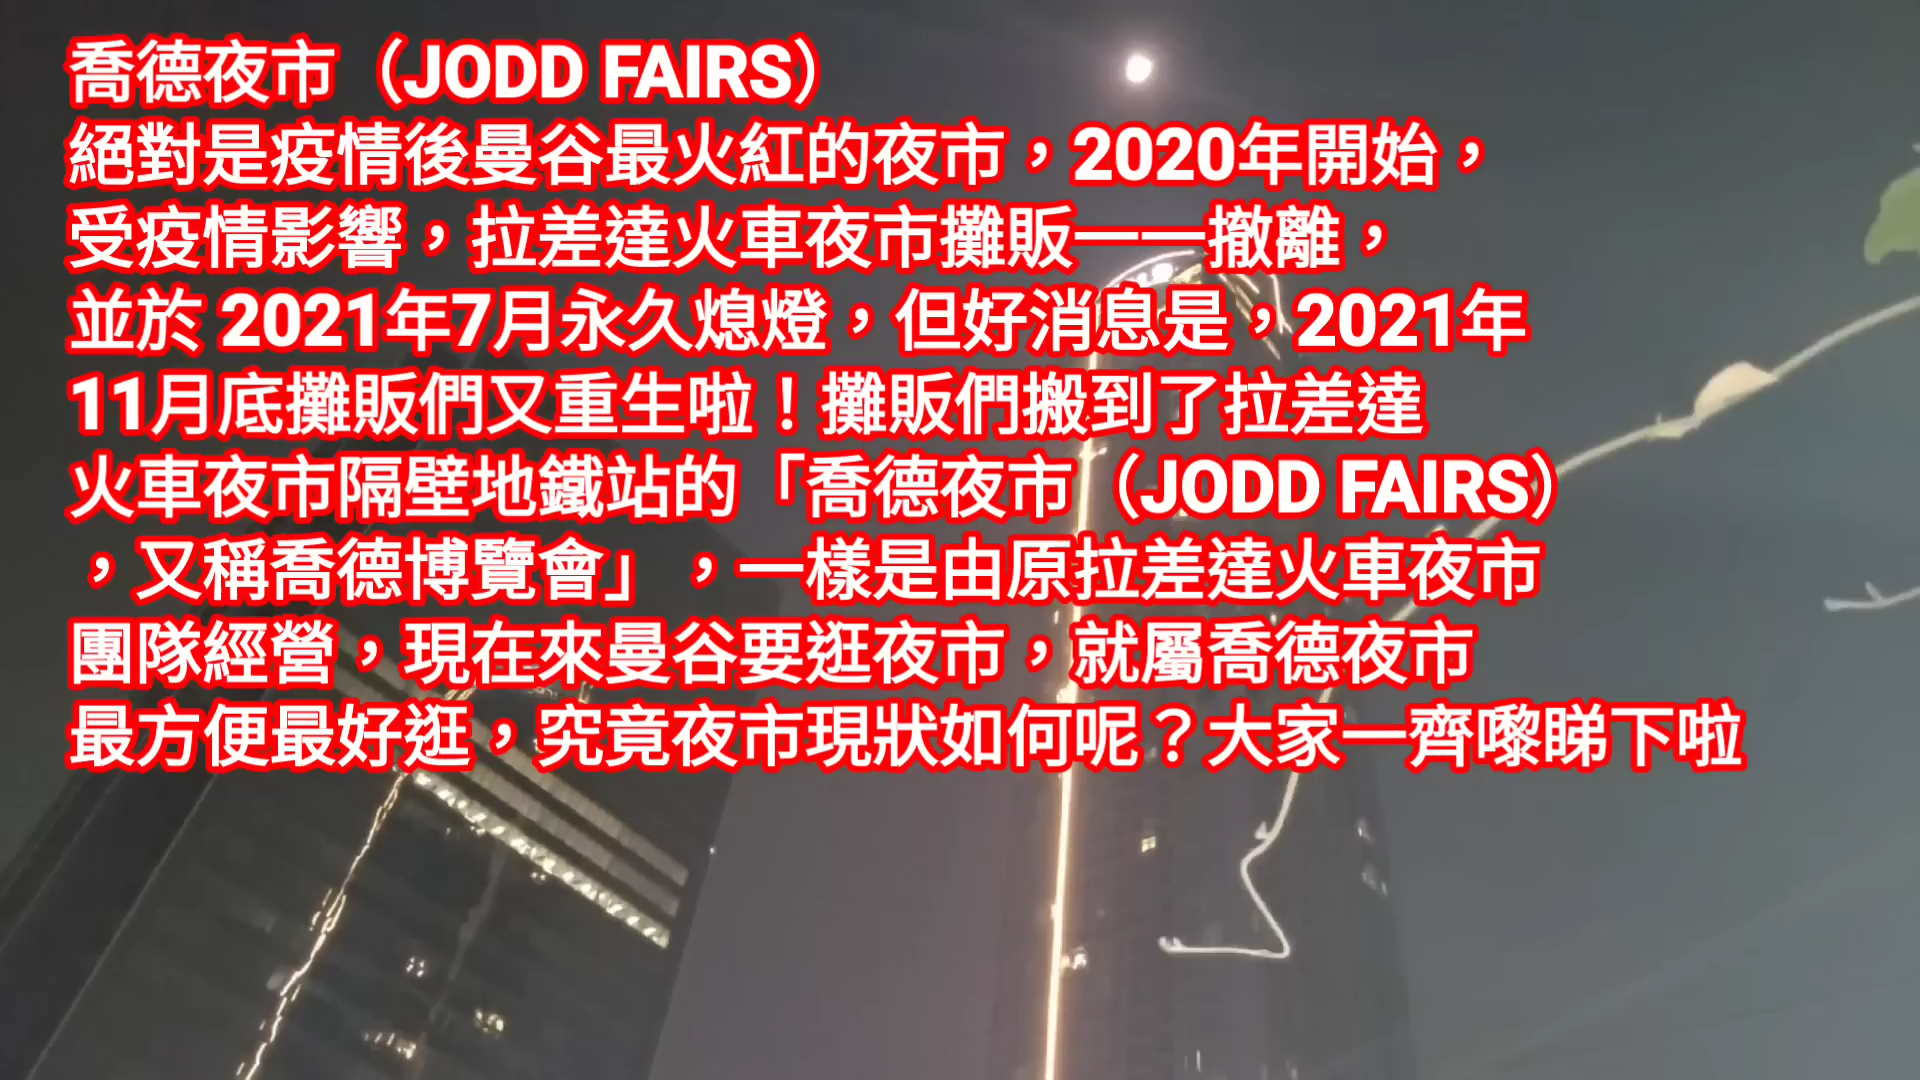 喬德夜市（JODD FAIRS）
絕對是疫情後曼谷最火紅的夜市，2020年開始，
受疫情影響，拉差達火車夜市攤販一一撤離，
並於 2021年7月永久熄燈，但好消息是，2021年
11月底攤販們又重生啦！攤販們搬到了拉差達
火車夜市隔壁地鐵站的「喬德夜市（JODD FAIRS）
，又稱喬德博覽會」，一樣是由原拉差達火車夜市
團隊經營，現在來曼谷要逛夜市，就屬喬德夜市
最方便最好逛，究竟夜市現狀如何呢？大家一齊嚟睇下啦